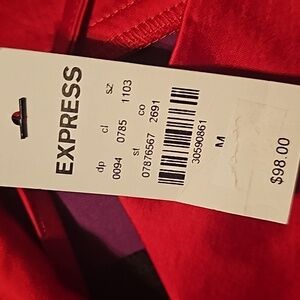 EXPRESS
dp cl sz
0094 0785 1103
st co
07876567 2691
30590861
M
$98.00